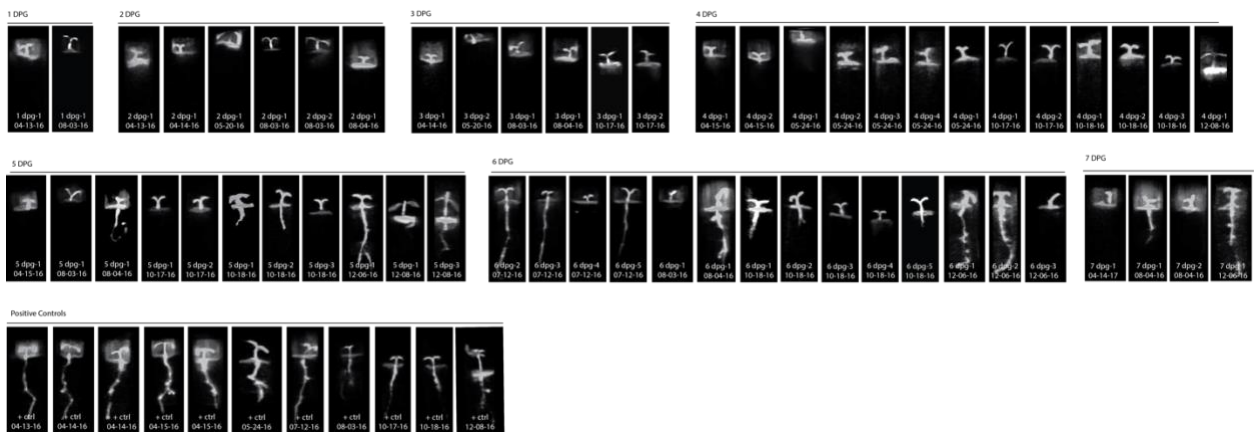 1 DPG
1 dpg-1
04-13-16
1 dpg-1
08-03-16
2 DPG
2 dpg-1
04-13-16
2 dpg-1
04-14-16
2 dpg-1
05-20-16
2 dpg-1
08-03-16
2 dpg-2
08-03-16
2 dpg-1
08-04-16
3 DPG
3 dpg-1
04-14-16
3 dpg-2
05-20-16
3 dpg-1
08-03-16
3 dpg-1
08-04-16
3 dpg-1
10-17-16
3 dpg-2
10-17-16
4 DPG
4 dpg-1
04-15-16
4 dpg-2
04-15-16
4 dpg-1
05-24-16
4 dpg-2
05-24-16
4 dpg-3
05-24-16
4 dpg-4
05-24-16
4 dpg-1
05-24-16
4 dpg-1
10-17-16
4 dpg-2
10-17-16
4 dpg-1
10-18-16
4 dpg-2
10-18-16
4 dpg-3
10-18-16
4 dpg-1
12-08-16
5 DPG
5 dpg-1
04-15-16
5 dpg-1
08-03-16
5 dpg-1
08-04-16
5 dpg-1
10-17-16
5 dpg-2
10-17-16
5 dpg-1
10-18-16
5 dpg-2
10-18-16
5 dpg-3
10-18-16
5 dpg-1
12-06-16
5 dpg-1
12-08-16
5 dpg-3
12-08-16
6 DPG
6 dpg-2
07-12-16
6 dpg-3
07-12-16
6 dpg-4
07-12-16
6 dpg-5
07-12-16
6 dpg-1
08-03-16
6 dpg-1
08-04-16
6 dpg-1
10-18-16
6 dpg-2
10-18-16
6 dpg-3
10-18-16
6 dpg-4
10-18-16
6 dpg-5
10-18-16
6 dpg-1
12-06-16
6 dpg-2
12-06-16
6 dpg-3
12-06-16
7 DPG
7 dpg-1
04-14-17
7 dpg-1
08-04-16
7 dpg-2
08-04-16
7 dpg-1
12-06-16
Positive Controls
+ ctrl
04-13-16
+ ctrl
04-14-16
+ ctrl
04-14-16
+ ctrl
04-15-16
+ ctrl
04-15-16
+ ctrl
05-24-16
+ ctrl
07-12-16
+ ctrl
08-03-16
+ ctrl
10-17-16
+ ctrl
10-18-16
+ ctrl
12-08-16